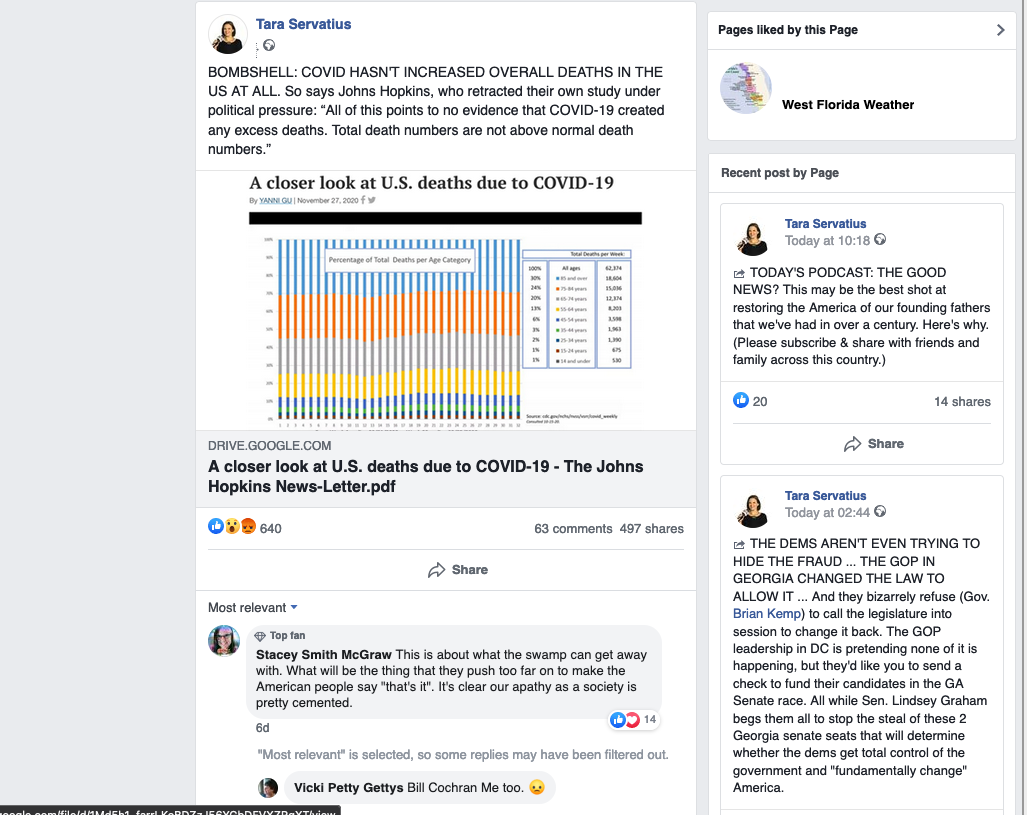 Tara Servatius
BOMBSHELL: COVID HASN'T INCREASED OVERALL DEATHS IN THE
US AT ALL. So says Johns Hopkins, who retracted their own study under
political pressure: “All of this points to no evidence that COVID-19 created
any excess deaths. Total death numbers are not above normal death
numbers.”
A closer look at U.S. deaths due to COVID-19
By YANNI GU | November 27, 2020
Percentage of Total Deaths per Age Category
Total Deaths per Week:
100% All ages 62,374
30% 85 and over 18,604
24% 75-84 years 15,036
20% 65-74 years 12,374
13% 55-64 years 8,203
6% 45-54 years 3,598
3% 35-44 years 1,963
2% 25-34 years 1,390
1% 15-24 years 675
1% 14 and under 530
DRIVE.GOOGLE.COM
A closer look at U.S. deaths due to COVID-19 - The Johns
Hopkins News-Letter.pdf
640
63 comments 497 shares
Share
Most relevant
Top fan
Stacey Smith McGraw This is about what the swamp can get away
with. What will be the thing that they push too far on to make the
American people say "that's it". It's clear our apathy as a society is
pretty cemented.
14
6d
"Most relevant" is selected, so some replies may have been filtered out.
Vicki Petty Gettys Bill Cochran Me too.
Pages liked by this Page
West Florida Weather
Recent post by Page
Tara Servatius
Today at 10:18
TODAY'S PODCAST: THE GOOD
NEWS? This may be the best shot at
restoring the America of our founding fathers
that we've had in over a century. Here's why.
(Please subscribe & share with friends and
family across this country.)
20
14 shares
Share
Tara Servatius
Today at 02:44
THE DEMS AREN'T EVEN TRYING TO
HIDE THE FRAUD ... THE GOP IN
GEORGIA CHANGED THE LAW TO
ALLOW IT ... And they bizarrely refuse (Gov.
Brian Kemp) to call the legislature into
session to change it back. The GOP
leadership in DC is pretending none of it is
happening, but they'd like you to send a
check to fund their candidates in the GA
Senate race. All while Sen. Lindsey Graham
begs them all to stop the steal of these 2
Georgia senate seats that will determine
whether the dems get total control of the
government and "fundamentally change"
America.